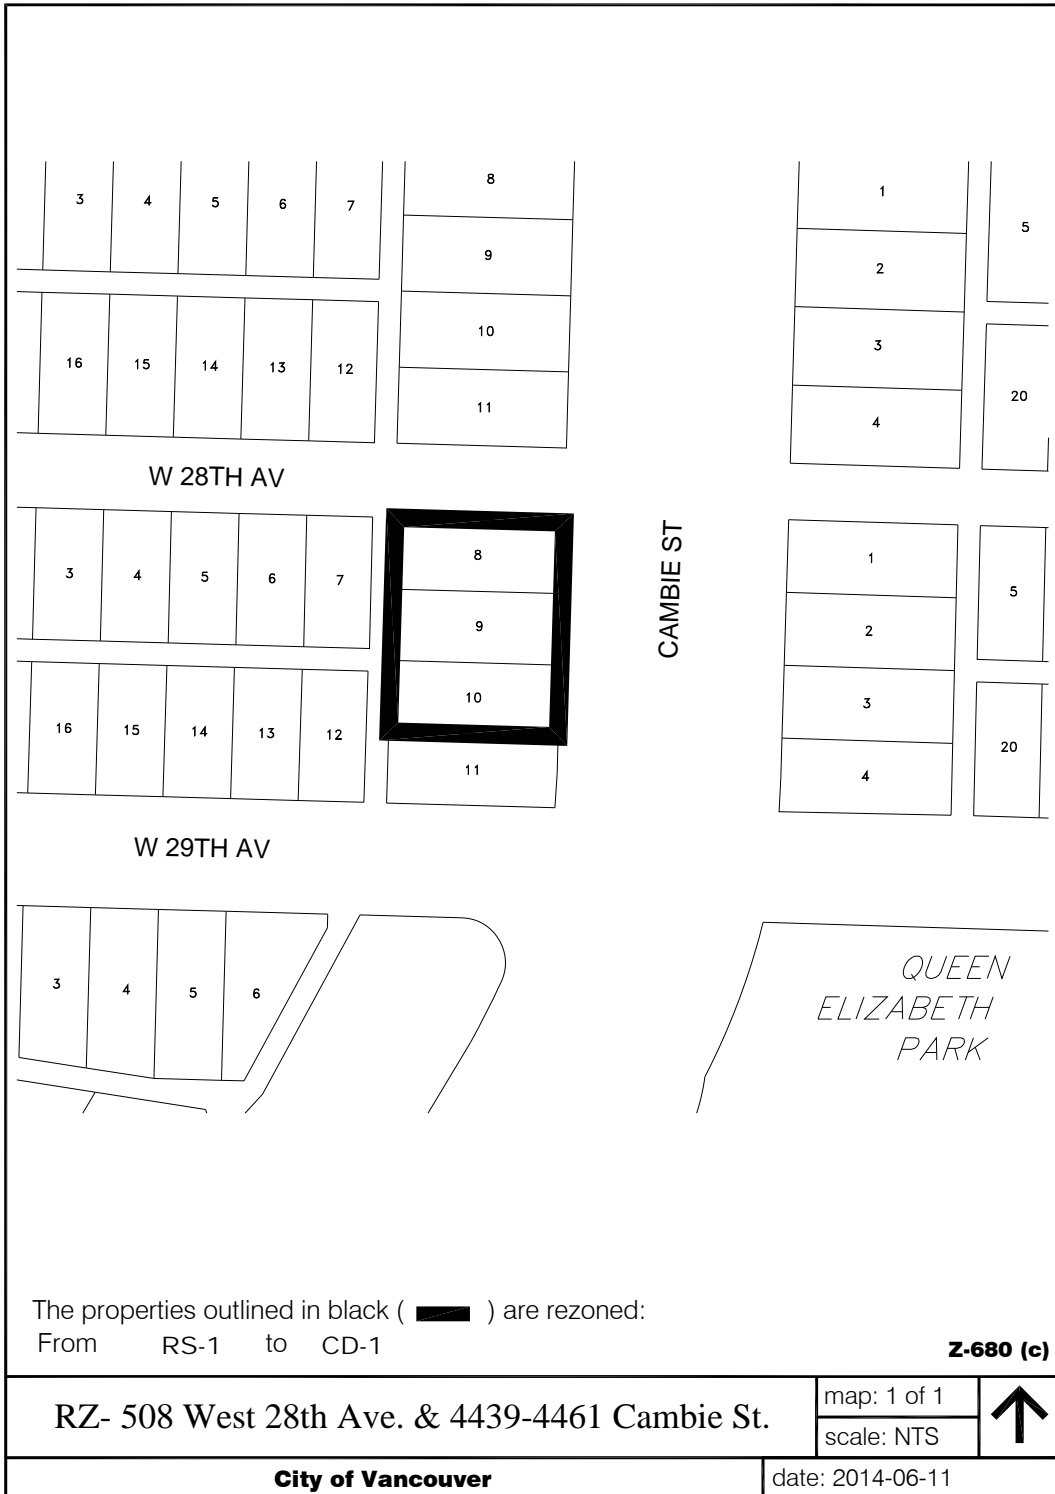 3 4 5 6 7 8 1 5
9 2
10 3
16 15 14 13 12 11 4 20
W 28TH AV
CAMBIE ST
3 4 5 6 7 8 1 5
9 2
10 3
16 15 14 13 12 11 4 20
W 29TH AV
3 4 5 6
QUEEN
ELIZABETH
PARK
The properties outlined in black ( ) are rezoned:
From RS-1 to CD-1
Z-680 (c)
RZ- 508 West 28th Ave. & 4439-4461 Cambie St.
map: 1 of 1
scale: NTS
City of Vancouver
date: 2014-06-11